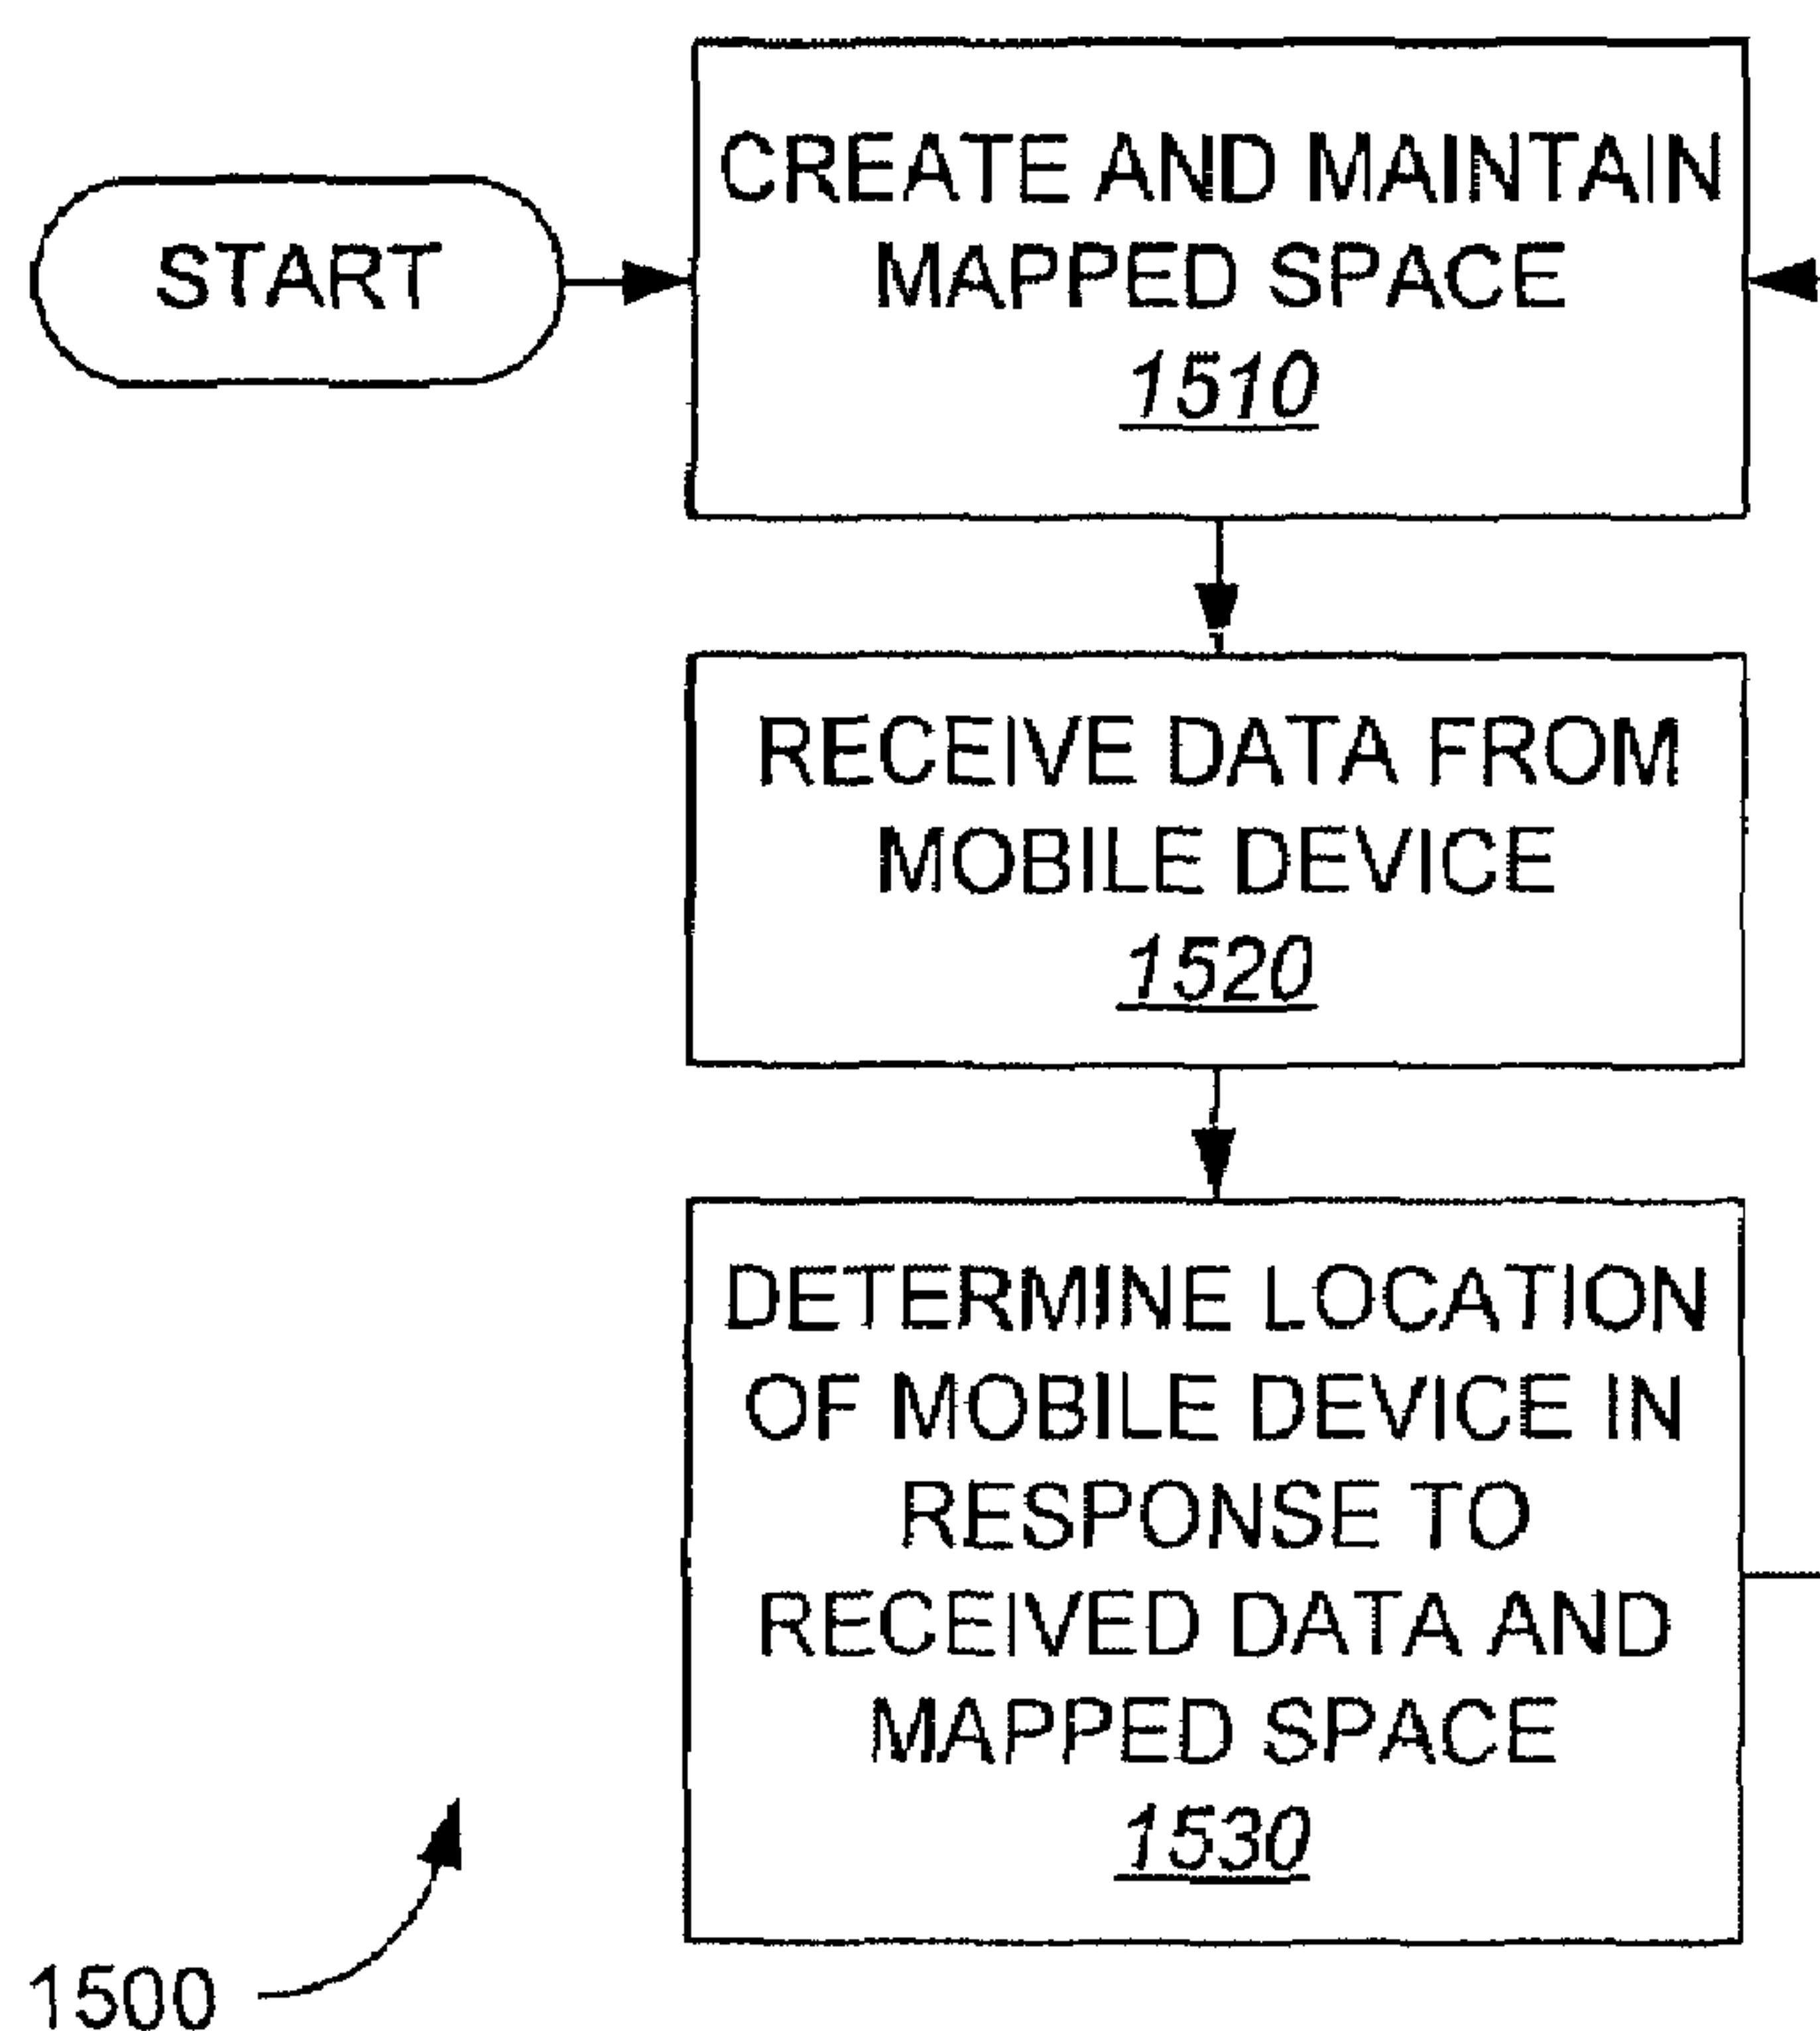 START
CREATE AND MAINTAIN
MAPPED SPACE
1510
RECEIVE DATA FROM
MOBILE DEVICE
1520
DETERMINE LOCATION
OF MOBILE DEVICE IN
RESPONSE TO
RECEIVED DATA AND
MAPPED SPACE
1530
1500